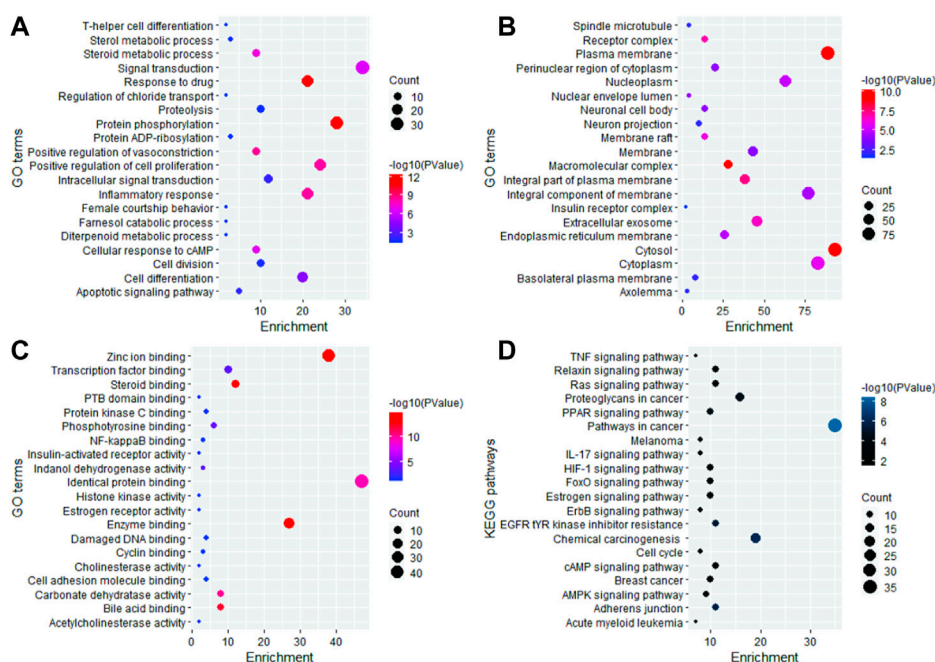 A
T-helper cell differentiation
Sterol metabolic process
Steroid metabolic process
Signal transduction
Response to drug
Regulation of chloride transport
Proteolysis
Protein phosphorylation
Protein ADP-ribosylation
Positive regulation of vasoconstriction
Positive regulation of cell proliferation
Intracellular signal transduction
Inflammatory response
Female courtship behavior
Farnesol catabolic process
Diterpenoid metabolic process
Cellular response to cAMP
Cell division
Cell differentiation
Apoptotic signaling pathway
GO terms
10 20 30
Enrichment
Count
10
20
30
-log10(PValue)
12
9
6
3
B
Spindle microtubule
Receptor complex
Plasma membrane
Perinuclear region of cytoplasm
Nucleoplasm
Nuclear envelope lumen
Neuronal cell body
Neuron projection
Membrane raft
Membrane
Macromolecular complex
Integral part of plasma membrane
Integral component of membrane
Insulin receptor complex
Extracellular exosome
Endoplasmic reticulum membrane
Cytosol
Cytoplasm
Basolateral plasma membrane
Axolemma
GO terms
0 25 50 75
Enrichment
-log10(PValue)
10.0
7.5
5.0
2.5
Count
25
50
75
C
Zinc ion binding
Transcription factor binding
Steroid binding
PTB domain binding
Protein kinase C binding
Phosphotyrosine binding
NF-kappaB binding
Insulin-activated receptor activity
Indanol dehydrogenase activity
Identical protein binding
Histone kinase activity
Estrogen receptor activity
Enzyme binding
Damaged DNA binding
Cyclin binding
Cholinesterase activity
Cell adhesion molecule binding
Carbonate dehydratase activity
Bile acid binding
Acetylcholinesterase activity
GO terms
0 10 20 30 40
Enrichment
-log10(PValue)
10
5
Count
10
20
30
40
D
TNF signaling pathway
Relaxin signaling pathway
Ras signaling pathway
Proteoglycans in cancer
PPAR signaling pathway
Pathways in cancer
Melanoma
IL-17 signaling pathway
HIF-1 signaling pathway
FoxO signaling pathway
Estrogen signaling pathway
ErbB signaling pathway
EGFR tYR kinase inhibitor resistance
Chemical carcinogenesis
Cell cycle
cAMP signaling pathway
Breast cancer
AMPK signaling pathway
Adherens junction
Acute myeloid leukemia
KEGG pathways
10 20 30
Enrichment
-log10(PValue)
8
6
4
2
Count
10
15
20
25
30
35